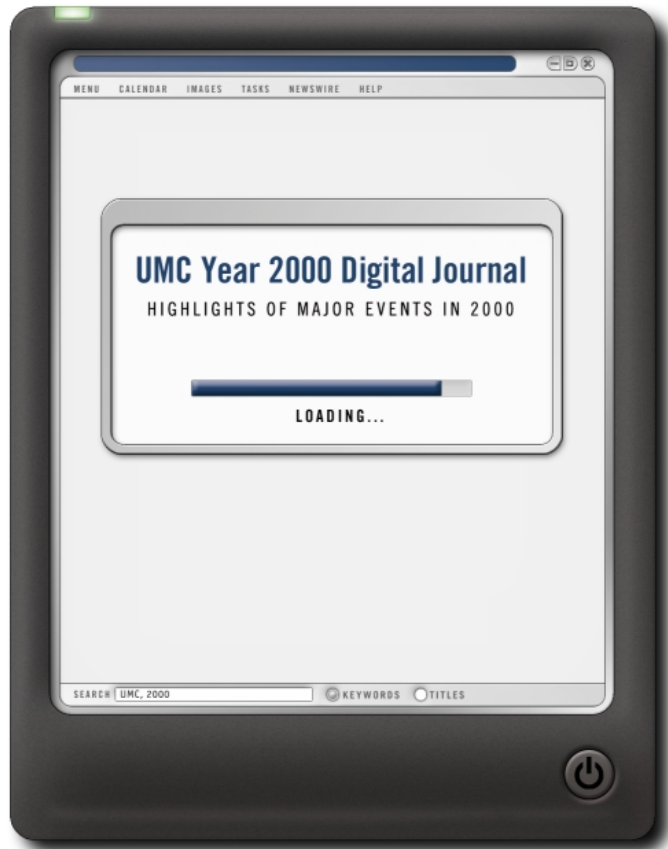 MENU CALENDAR IMAGES TASKS NEWSWIRE HELP
UMC Year 2000 Digital Journal
HIGHLIGHTS OF MAJOR EVENTS IN 2000
LOADING...
SEARCH UMC, 2000 KEYWORDS TITLES